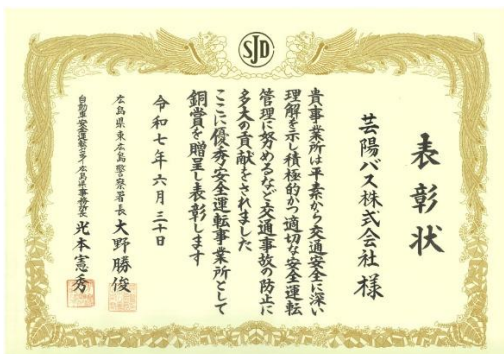 SJD
表彰状
芸陽バス株式会社 様
貴事業所は平素から交通安全に深い
理解を示し積極的かつ適切な安全運転
管理に努めるなど交通事故の防止に
多大の貢献をされました
ここに優秀安全運転事業所として
銅賞を贈呈し表彰します
令和七年六月三十日
広島県東広島警察署長 大野勝俊
自動車安全運転センター広島県事務所長 光本憲秀